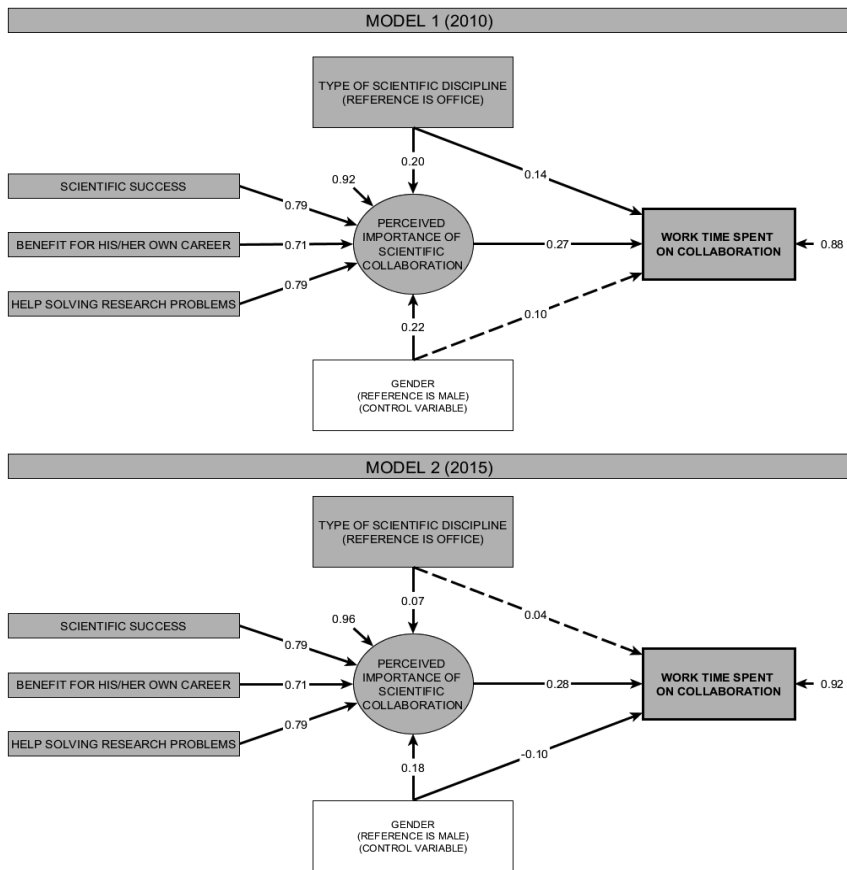 MODEL 1 (2010)
TYPE OF SCIENTIFIC DISCIPLINE
(REFERENCE IS OFFICE)
0.20
0.14
0.92
SCIENTIFIC SUCCESS
0.79
BENEFIT FOR HIS/HER OWN CAREER
0.71
HELP SOLVING RESEARCH PROBLEMS
0.79
PERCEIVED
IMPORTANCE OF
SCIENTIFIC
COLLABORATION
0.27
WORK TIME SPENT
ON COLLABORATION
0.88
0.22
0.10
GENDER
(REFERENCE IS MALE)
(CONTROL VARIABLE)
MODEL 2 (2015)
TYPE OF SCIENTIFIC DISCIPLINE
(REFERENCE IS OFFICE)
0.07
0.04
0.96
SCIENTIFIC SUCCESS
0.79
BENEFIT FOR HIS/HER OWN CAREER
0.71
HELP SOLVING RESEARCH PROBLEMS
0.79
PERCEIVED
IMPORTANCE OF
SCIENTIFIC
COLLABORATION
0.28
WORK TIME SPENT
ON COLLABORATION
0.92
0.18
-0.10
GENDER
(REFERENCE IS MALE)
(CONTROL VARIABLE)